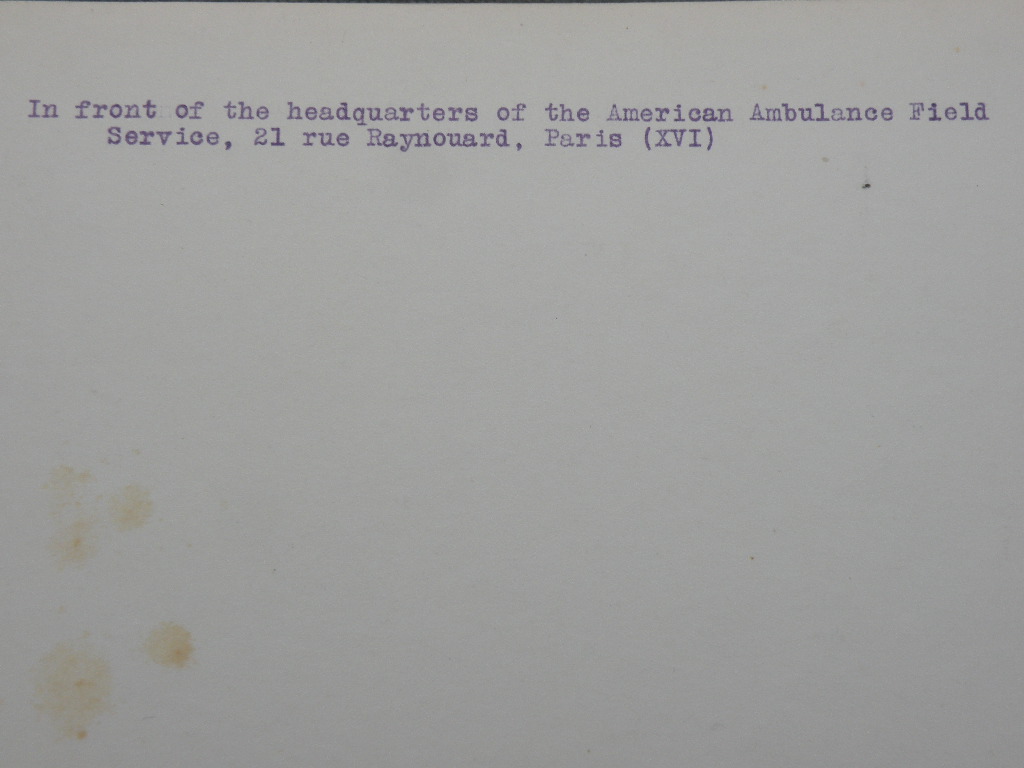 In front of the headquarters of the American Ambulance Field
Service, 21 rue Raynouard, Paris (XVI)